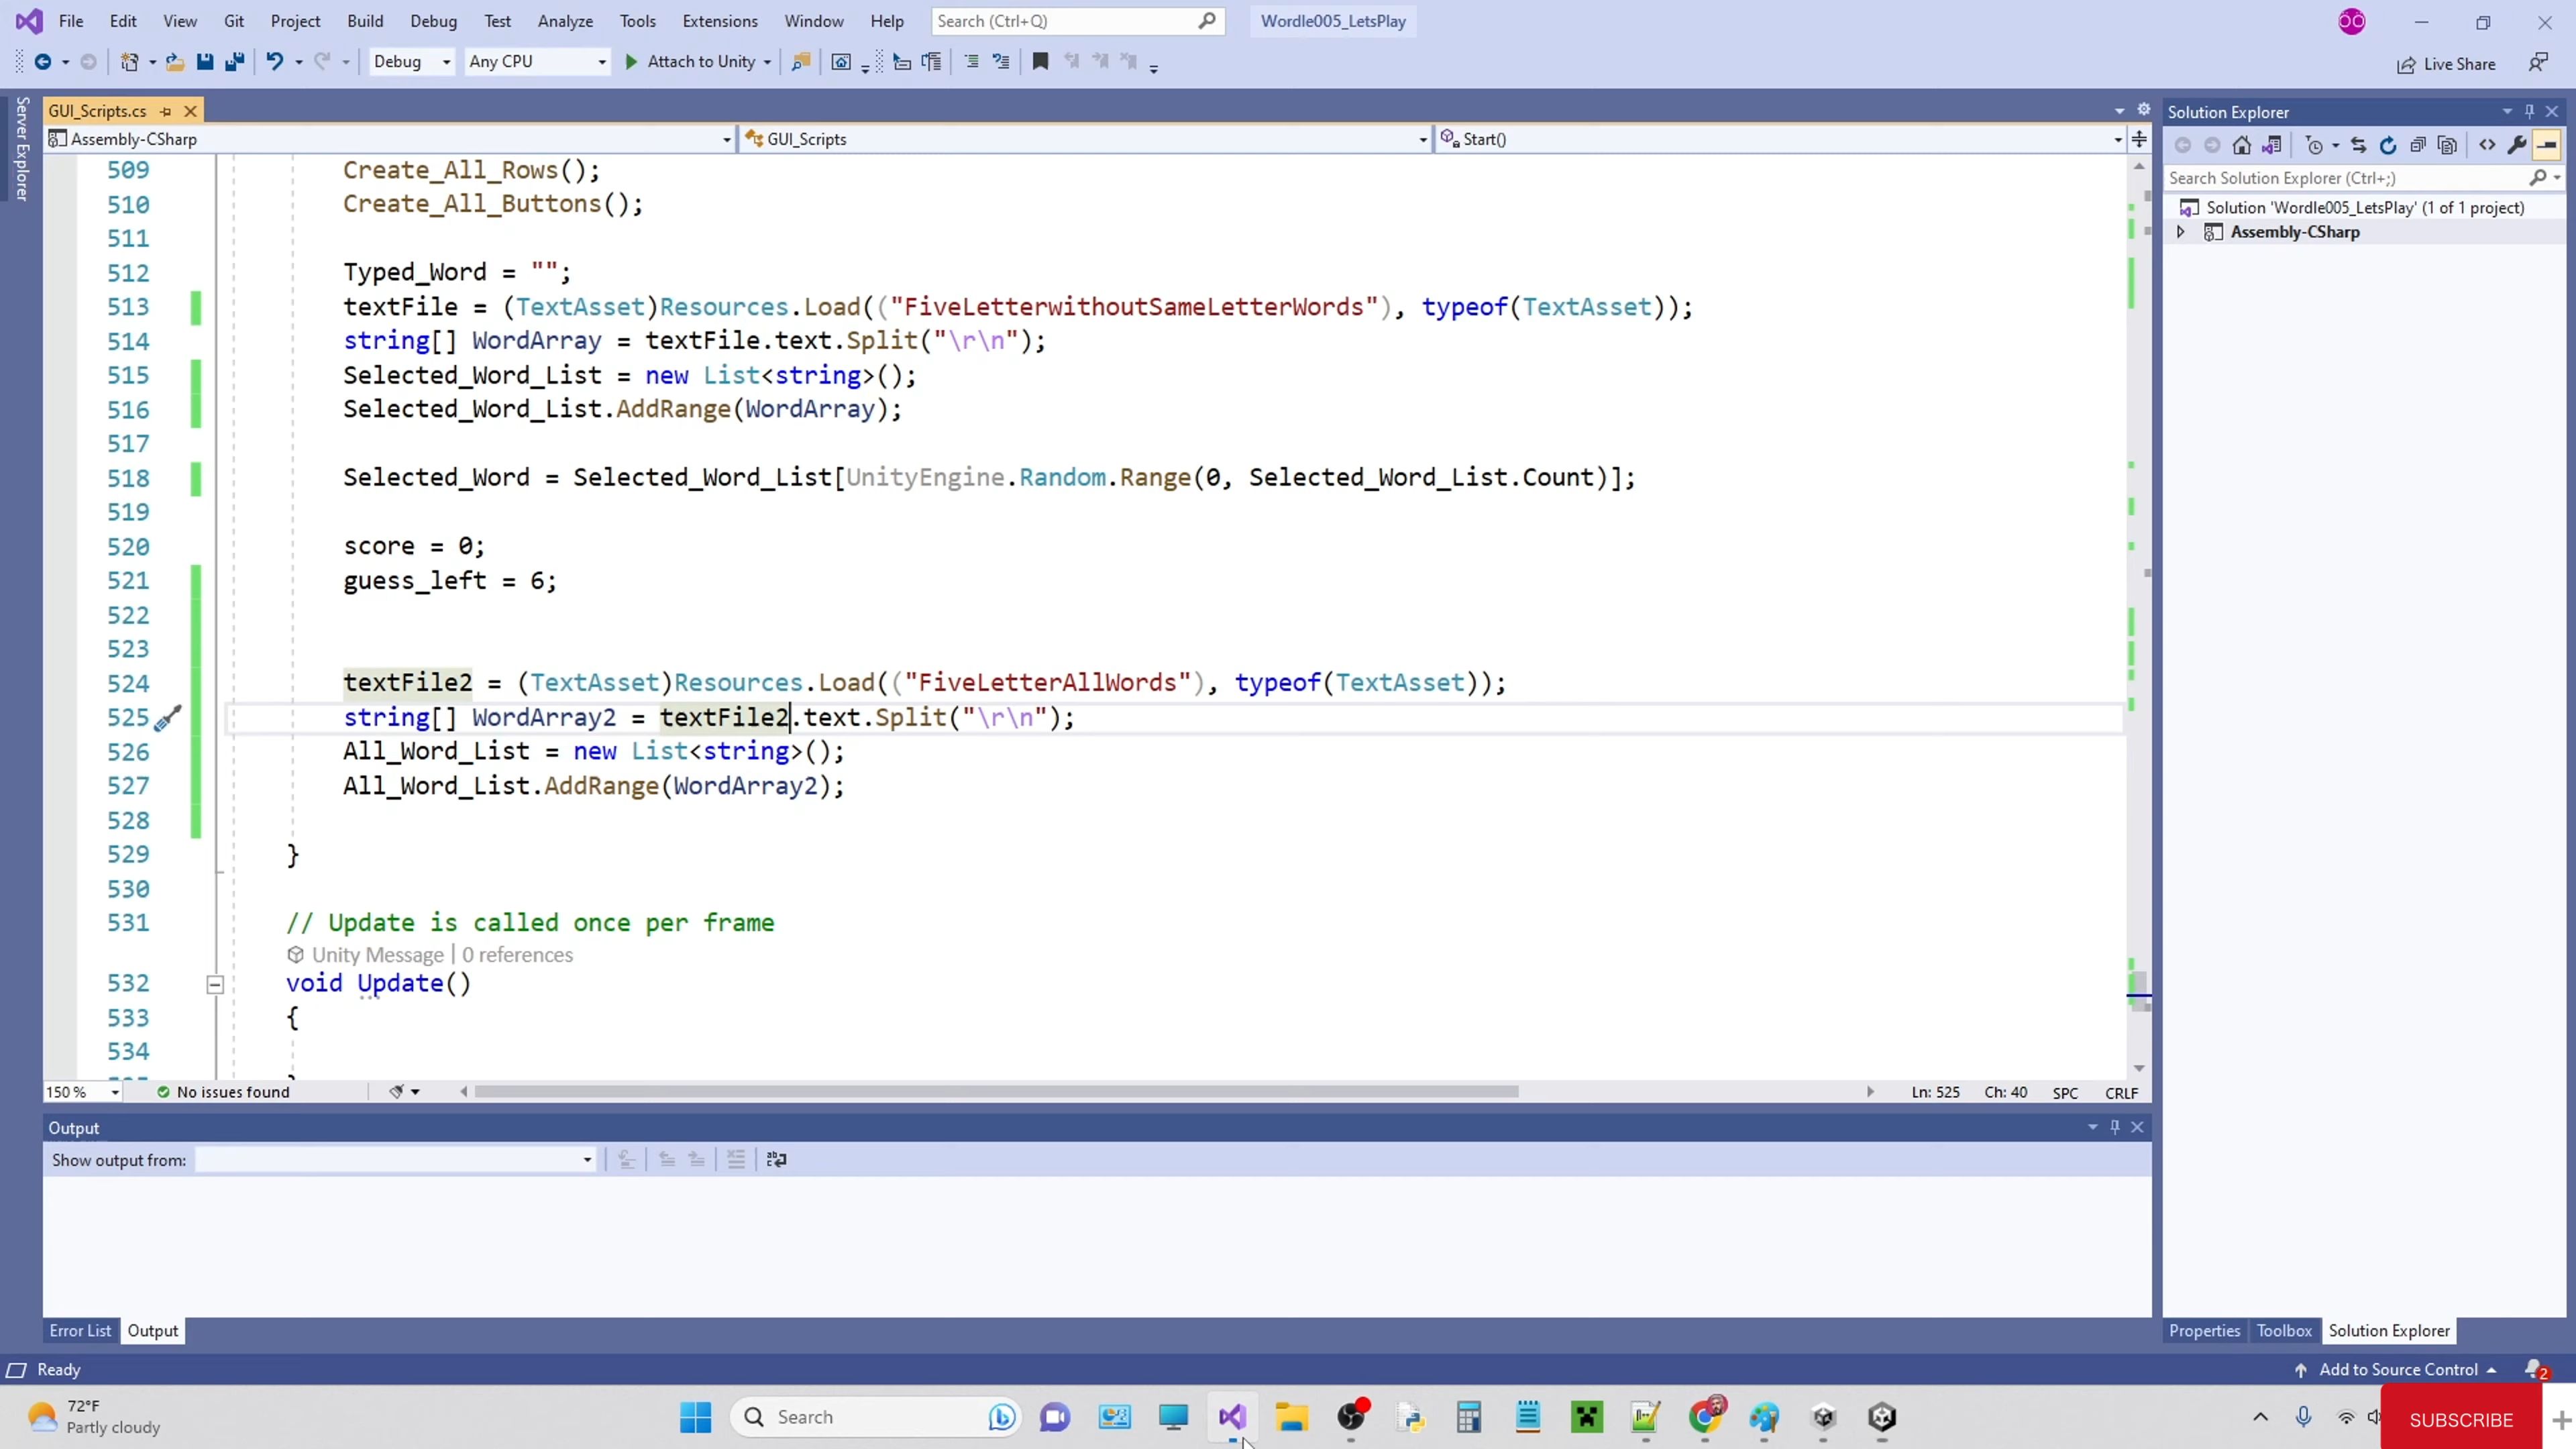 File Edit View Git Project Build Debug Test Analyze Tools Extensions Window Help Search (Ctrl+Q) Wordle005_LetsPlay
Debug Any CPU Attach to Unity Live Share
Server Explorer
GUI_Scripts.cs
Assembly-CSharp GUI_Scripts Start()
509 Create_All_Rows();
510 Create_All_Buttons();
511
512 Typed_Word = "";
513 textFile = (TextAsset)Resources.Load(("FiveLetterwithoutSameLetterWords"), typeof(TextAsset));
514 string[] WordArray = textFile.text.Split("\r\n");
515 Selected_Word_List = new List<string>();
516 Selected_Word_List.AddRange(WordArray);
517
518 Selected_Word = Selected_Word_List[UnityEngine.Random.Range(0, Selected_Word_List.Count)];
519
520 score = 0;
521 guess_left = 6;
522
523
524 textFile2 = (TextAsset)Resources.Load(("FiveLetterAllWords"), typeof(TextAsset));
525 string[] WordArray2 = textFile2.text.Split("\r\n");
526 All_Word_List = new List<string>();
527 All_Word_List.AddRange(WordArray2);
528
529 }
530
531 // Update is called once per frame
Unity Message | 0 references
532 void Update()
533 {
534
150 % No issues found Ln: 525 Ch: 40 SPC CRLF
Output
Show output from:
Error List Output
Solution Explorer
Search Solution Explorer (Ctrl+;)
Solution 'Wordle005_LetsPlay' (1 of 1 project)
Assembly-CSharp
Properties Toolbox Solution Explorer
Ready Add to Source Control 2
72°F
Partly cloudy
Search
SUBSCRIBE